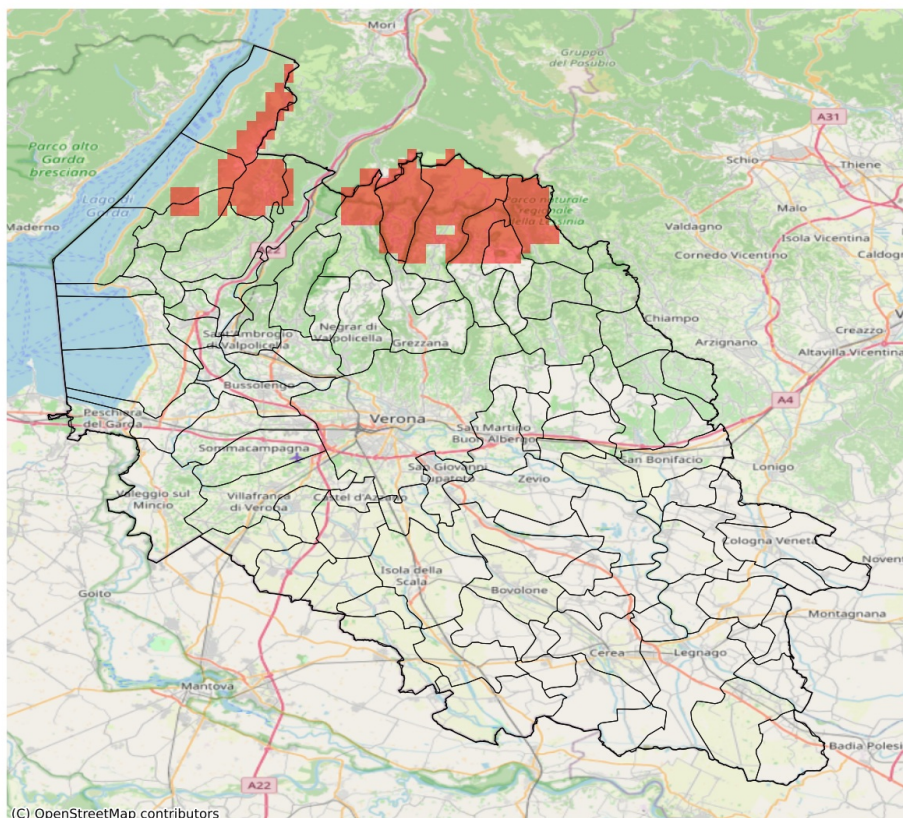 Mori
Gruppo
del Pasubio
A31
Parco alto
Garda
bresciano
Schio
Thiene
Lago di
Garda
Malo
Maderno
Valdagno
Isola Vicentina
Cornedo Vicentino
A22
Chiampo
Creazzo
Sant'Ambrogio
di Valpolicella
Negrar di
Valpolicella
Grezzana
Arzignano
Altavilla Vicentina
Bussolengo
A4
Peschiera
del Garda
Verona
San Martino
Buon Albergo
Sommacampagna
San Giovanni
Lupatoto
Zevio
San Bonifacio
Lonigo
Valeggio sul
Mincio
Villafranca
di Verona
Castel d'Azzano
Cologna Veneta
Isola della
Scala
Bovolone
Goito
Montagnana
Cerea
Legnago
Mantova
Badia Polesi
A22
(C) OpenStreetMap contributors